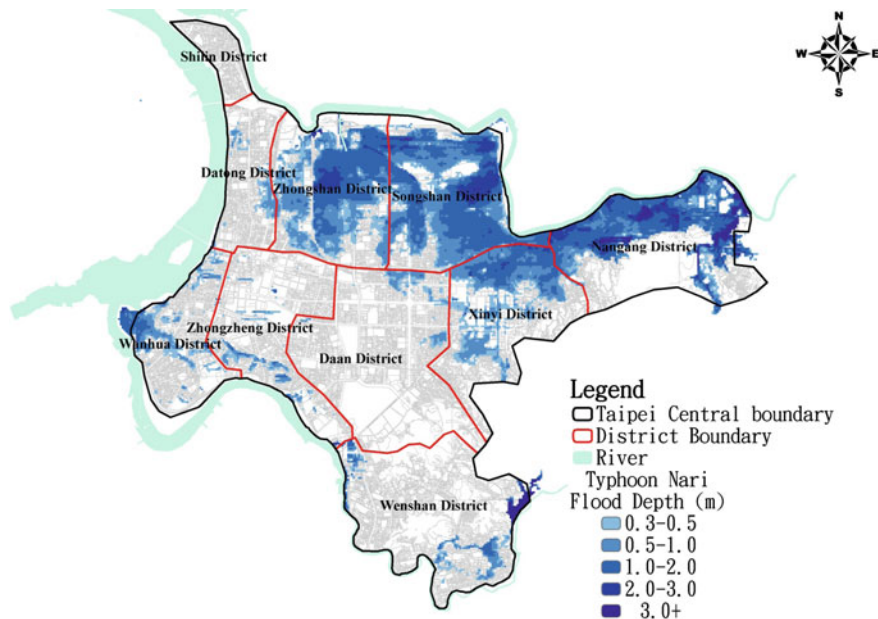 N
W E
S
Shilin District
Datong District
Zhongshan District
Songshan District
Nangang District
Xinyi District
Zhongzheng District
Wanhua District
Daan District
Wenshan District
Legend
Taipei Central boundary
District Boundary
River
Typhoon Nari
Flood Depth (m)
0.3-0.5
0.5-1.0
1.0-2.0
2.0-3.0
3.0+